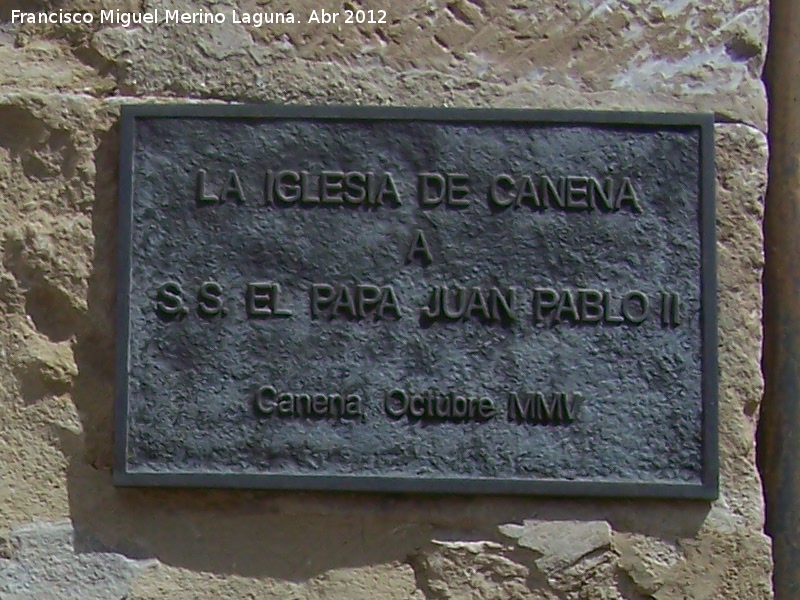 Francisco Miguel Merino Laguna. Abr 2012
LA IGLESIA DE CANENA
A
S. S. EL PAPA JUAN PABLO II
Canena, Octubre MMV